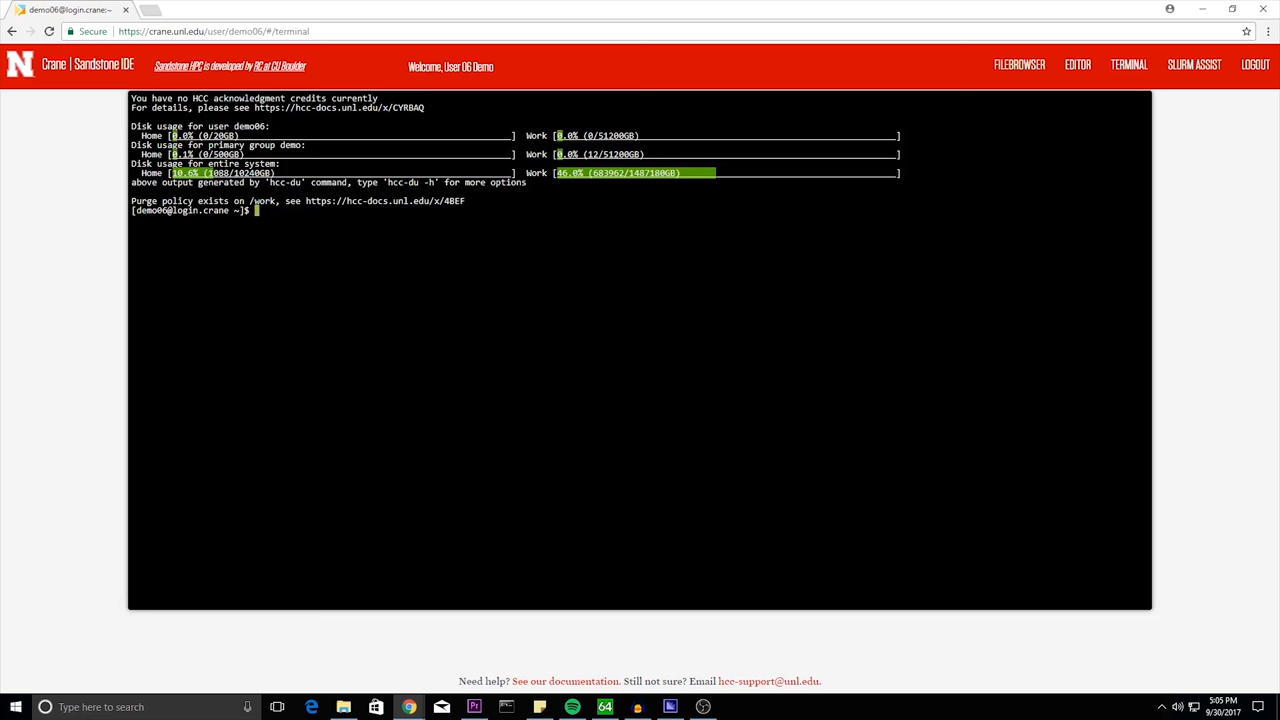 demo06@login.crane:~
Secure https://crane.unl.edu/user/demo06/#/terminal
N Crane | Sandstone IDE Sandstone HPC is developed by RC at CU Boulder Welcome, User 06 Demo FILEBROWSER EDITOR TERMINAL SLURM ASSIST LOGOUT
You have no HCC acknowledgment credits currently
For details, please see https://hcc-docs.unl.edu/x/CYRBAQ
Disk usage for user demo06:
Home [0.0% (0/20GB) ] Work [0.0% (0/51200GB) ]
Disk usage for primary group demo:
Home [0.1% (0/500GB) ] Work [0.0% (12/51200GB) ]
Disk usage for entire system:
Home [10.6% (1088/10240GB) ] Work [46.0% (683962/1487180GB) ]
above output generated by 'hcc-du' command, type 'hcc-du -h' for more options
Purge policy exists on /work, see https://hcc-docs.unl.edu/x/4BEF
[demo06@login.crane ~]$
Need help? See our documentation. Still not sure? Email hcc-support@unl.edu.
Type here to search
Pr
64
5:05 PM
9/30/2017